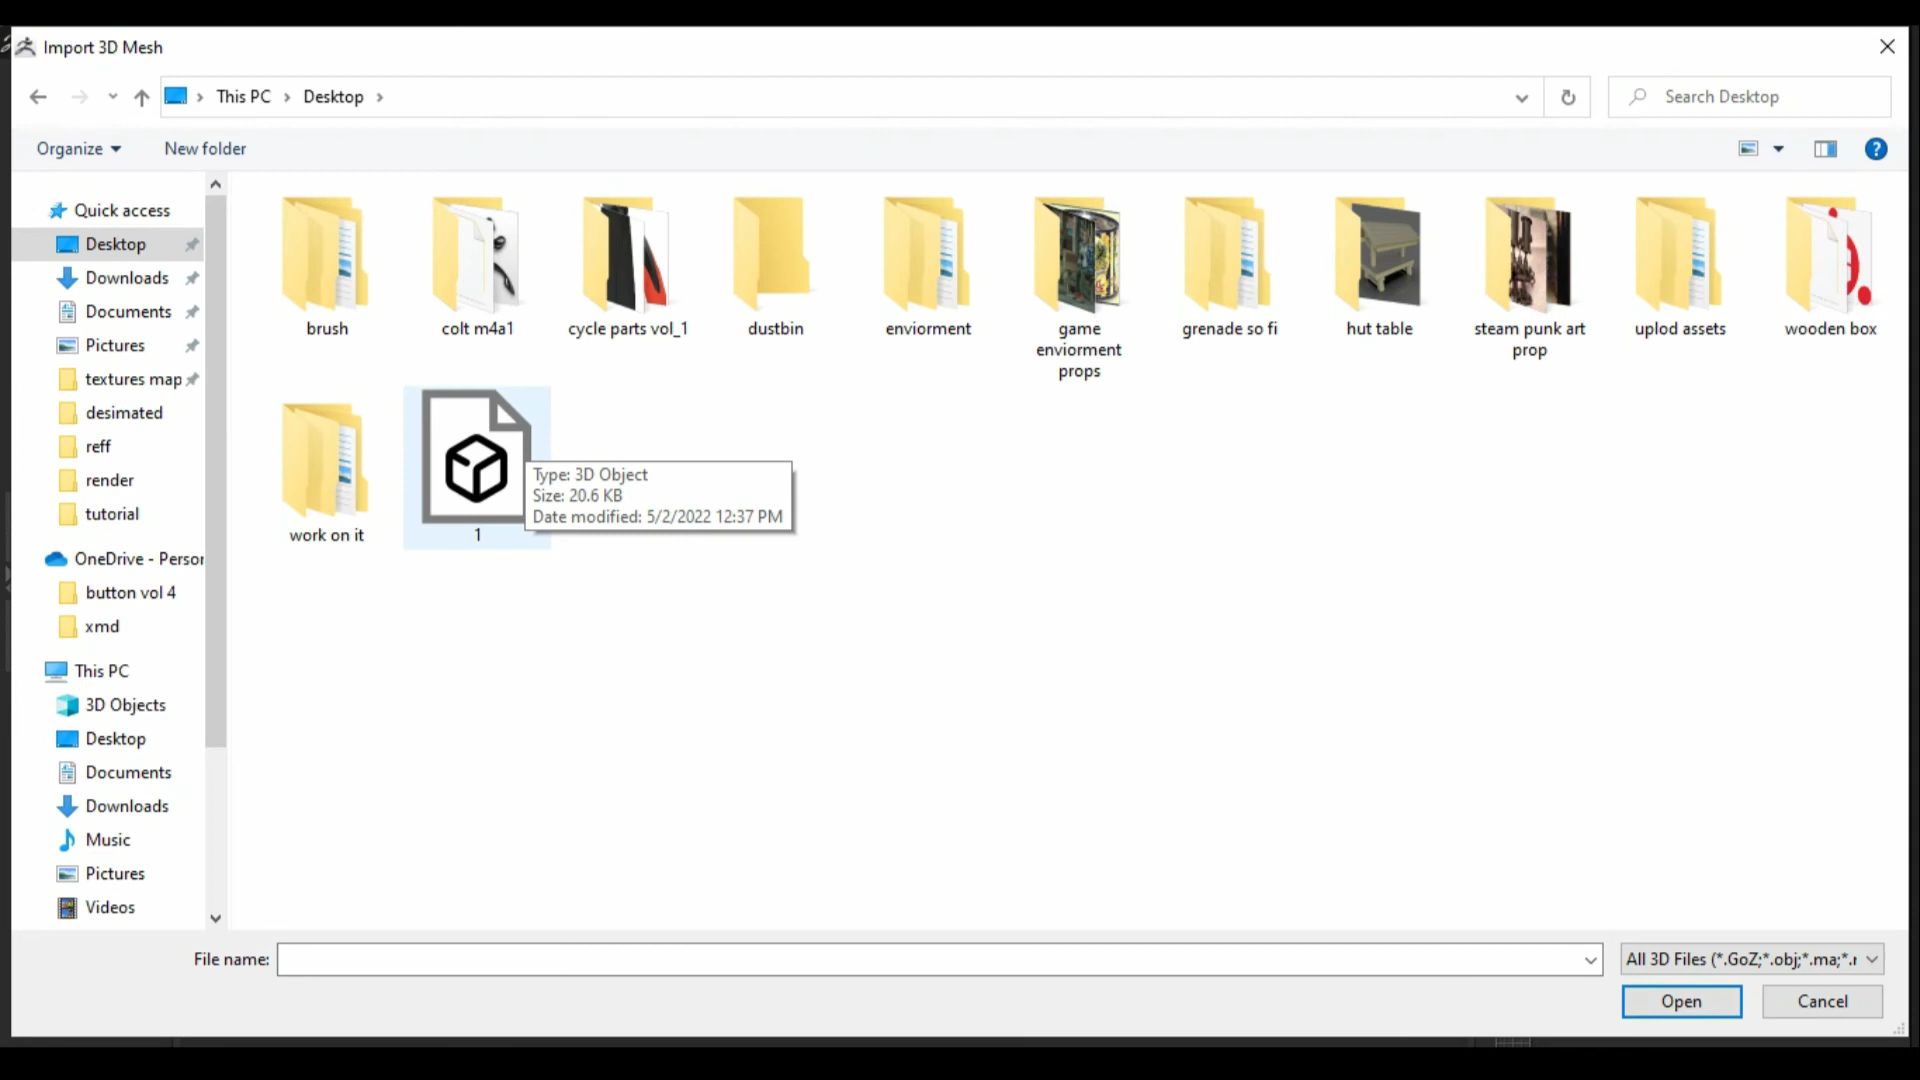 Import 3D Mesh
This PC
Desktop
Search Desktop
Organize
New folder
Quick access
Desktop
Downloads
Documents
Pictures
textures map
desimated
reff
render
tutorial
OneDrive - Person
button vol 4
xmd
This PC
3D Objects
Desktop
Documents
Downloads
Music
Pictures
Videos
brush
colt m4a1
cycle parts vol_1
dustbin
enviorment
game
enviorment
props
grenade so fi
hut table
steam punk art
prop
uplod assets
wooden box
work on it
1
Type: 3D Object
Size: 20.6 KB
Date modified: 5/2/2022 12:37 PM
File name:
All 3D Files (*.GoZ;*.obj;*.ma;*.r
Open
Cancel